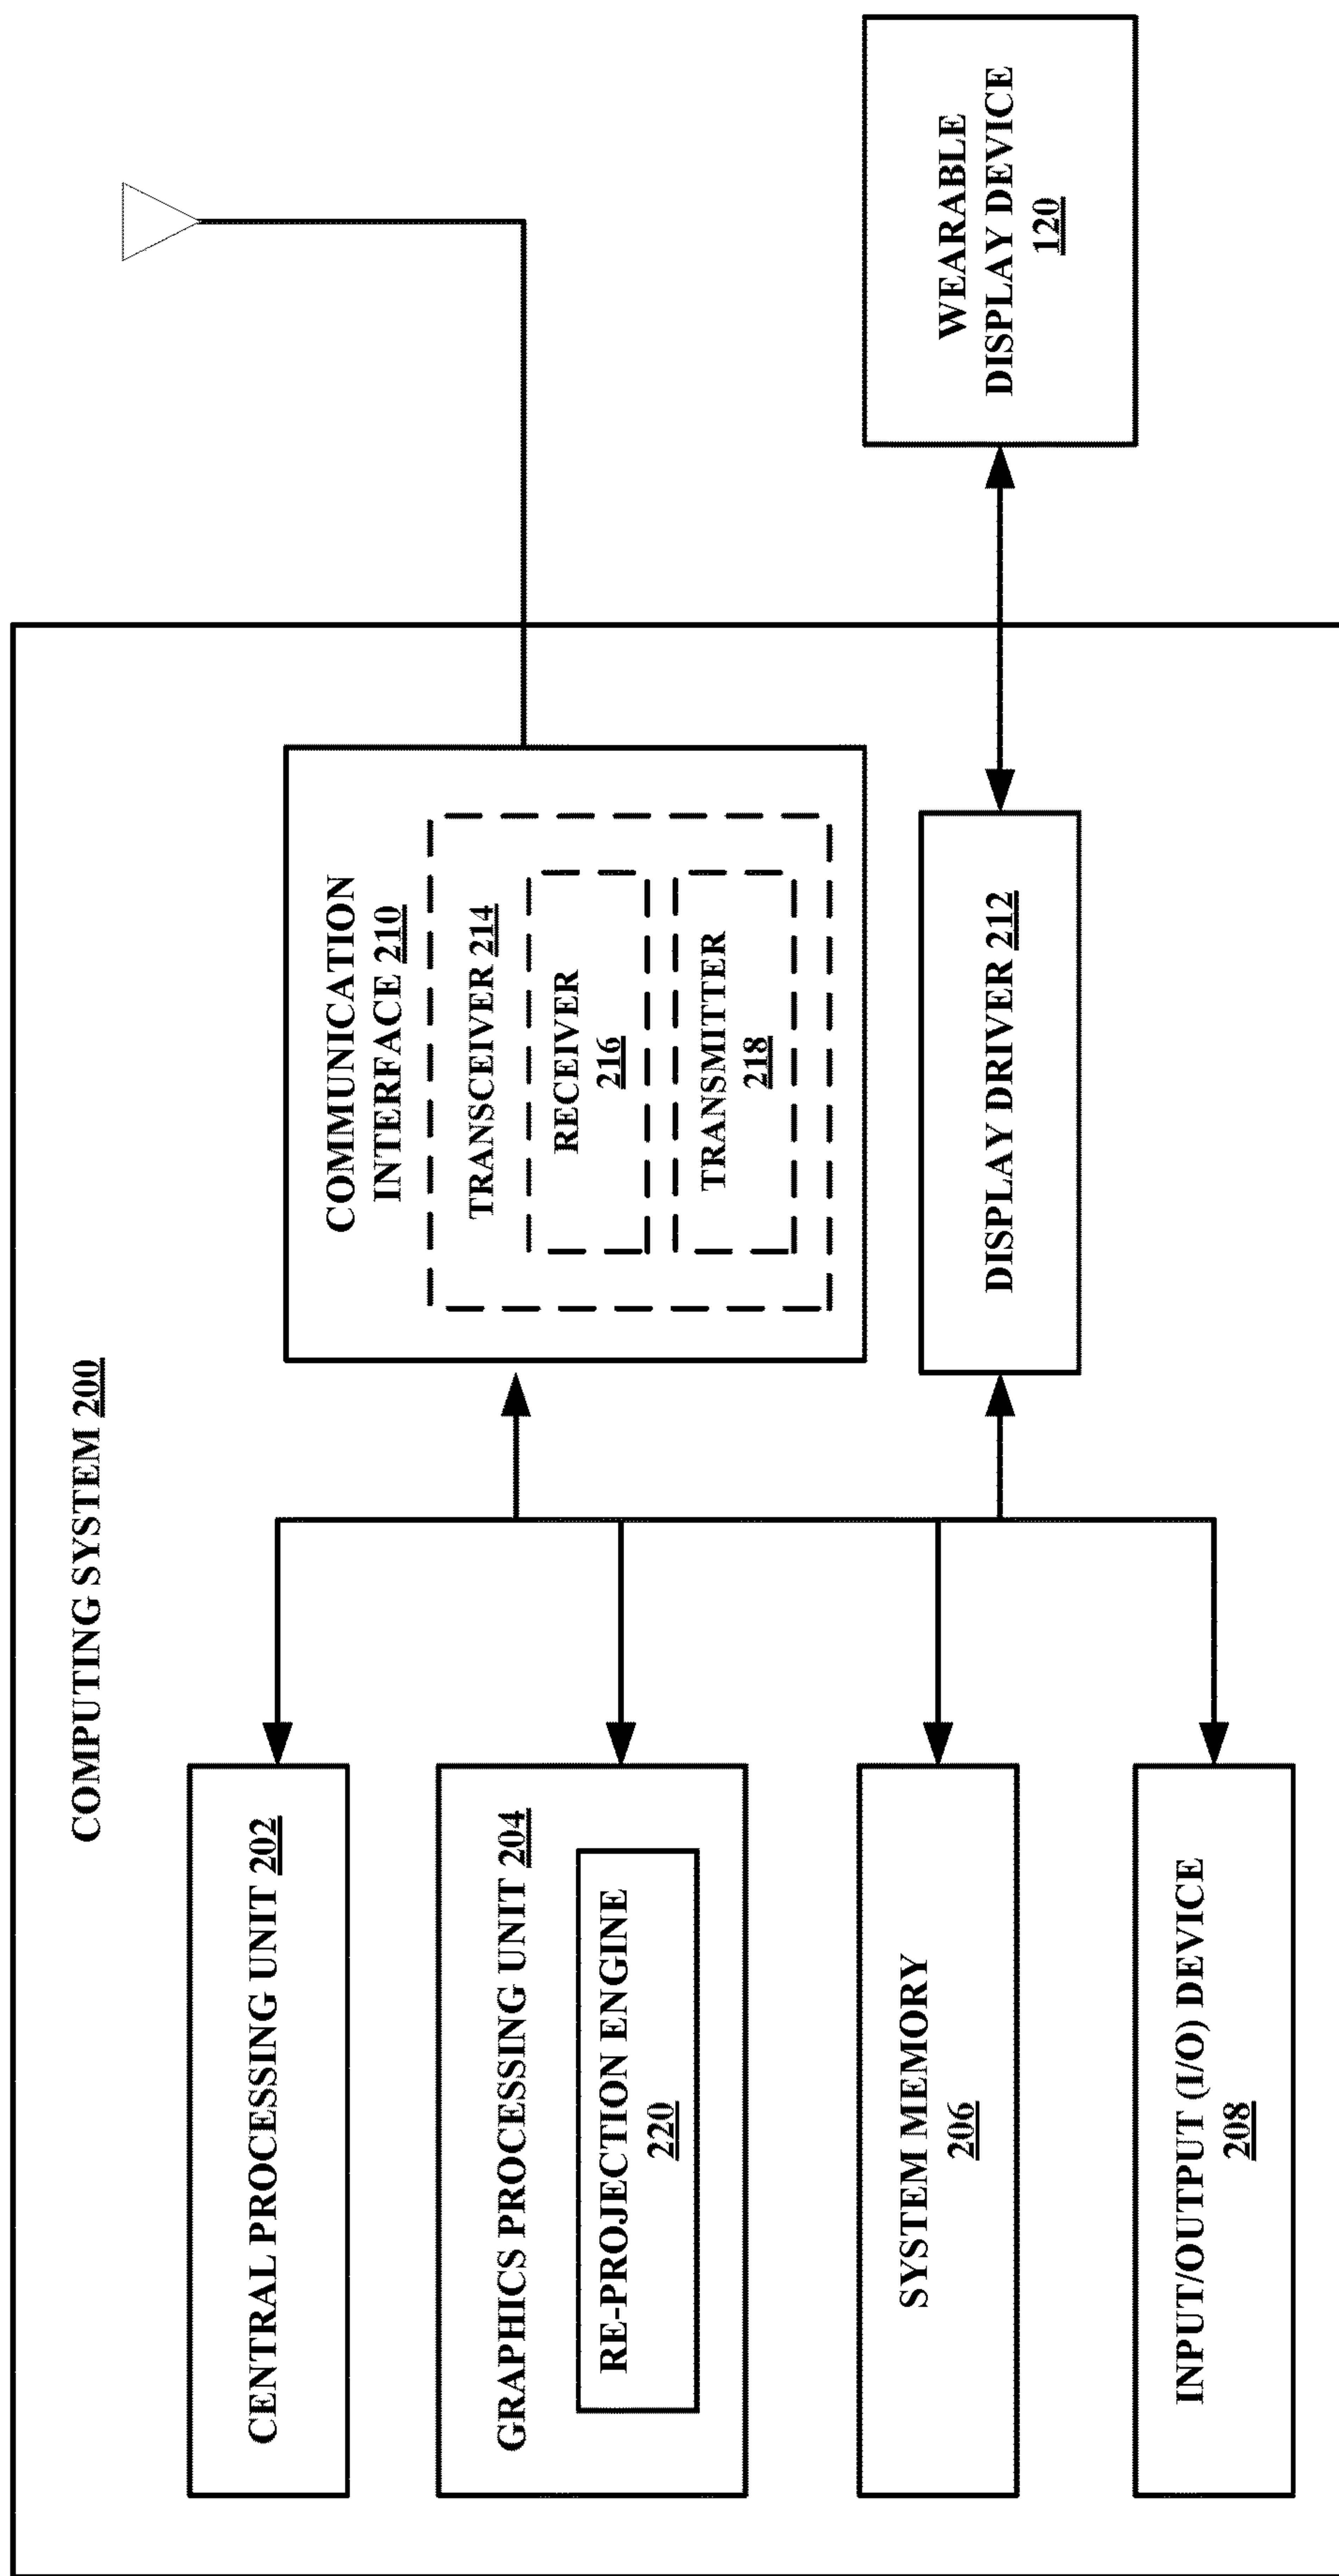 COMPUTING SYSTEM 200
CENTRAL PROCESSING UNIT 202
GRAPHICS PROCESSING UNIT 204
RE-PROJECTION ENGINE
220
SYSTEM MEMORY
206
INPUT/OUTPUT (I/O) DEVICE
208
COMMUNICATION
INTERFACE 210
TRANSCEIVER 214
RECEIVER
216
TRANSMITTER
218
DISPLAY DRIVER 212
WEARABLE
DISPLAY DEVICE
120